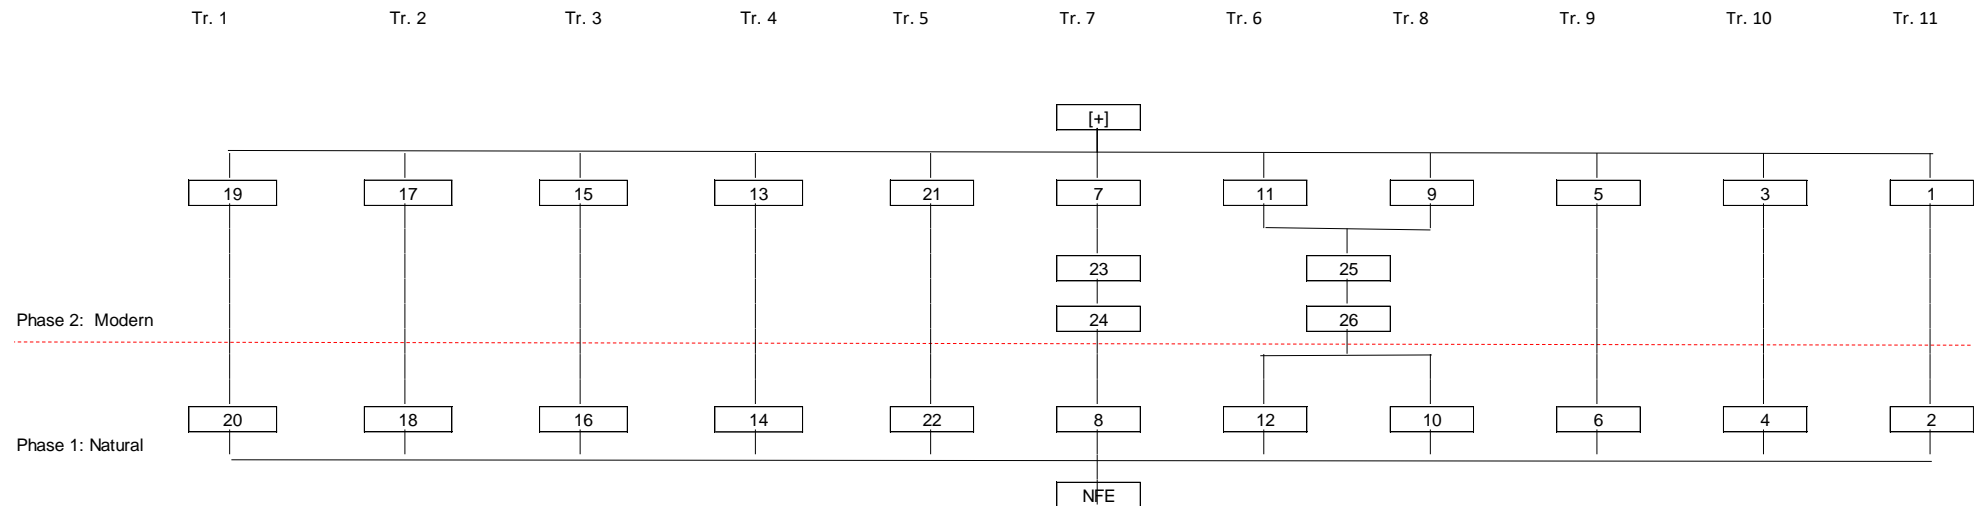 Tr. 1 Tr. 2 Tr. 3 Tr. 4 Tr. 5 Tr. 7 Tr. 6 Tr. 8 Tr. 9 Tr. 10 Tr. 11
[+]
19 17 15 13 21 7 11 9 5 3 1
23 25
Phase 2: Modern 24 26
20 18 16 14 22 8 12 10 6 4 2
Phase 1: Natural
NFE